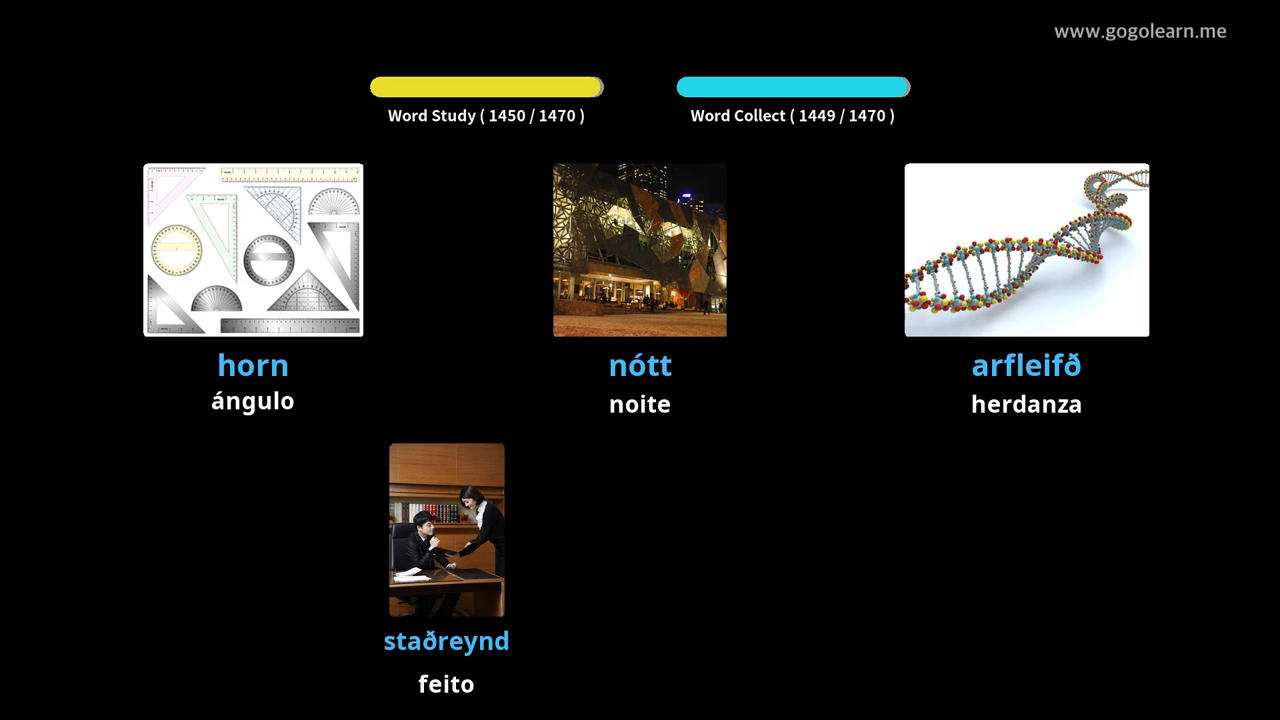 www.gogolearn.me
Word Study ( 1450 / 1470 )
Word Collect ( 1449 / 1470 )
horn
ángulo
nótt
noite
arfleifð
herdanza
staðreynd
feito